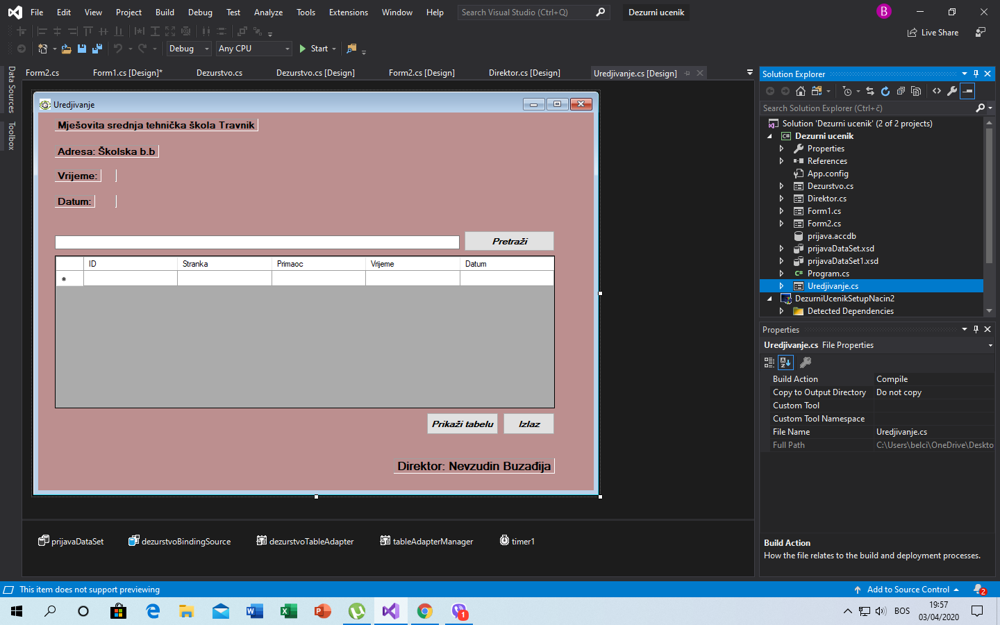 File Edit View Project Build Debug Test Analyze Tools Extensions Window Help Search Visual Studio (Ctrl+Q) Dezurni ucenik B
Live Share
Debug Any CPU Start
Form2.cs Form1.cs [Design]* Dezurstvo.cs Dezurstvo.cs [Design] Form2.cs [Design] Direktor.cs [Design] Uredjivanje.cs [Design]
Data Sources
Toolbox
Uredjivanje
Mješovita srednja tehnička škola Travnik
Adresa: Školska b.b
Vrijeme:
Datum:
Pretraži
ID Stranka Primaoc Vrijeme Datum
Prikaži tabelu Izlaz
Direktor: Nevzudin Buzađija
prijavaDataSet dezurstvoBindingSource dezurstvoTableAdapter tableAdapterManager timer1
Solution Explorer
Search Solution Explorer (Ctrl+č)
Solution 'Dezurni ucenik' (2 of 2 projects)
Dezurni ucenik
Properties
References
App.config
Dezurstvo.cs
Direktor.cs
Form1.cs
Form2.cs
prijava.accdb
prijavaDataSet.xsd
prijavaDataSet1.xsd
Program.cs
Uredjivanje.cs
DezurniUcenikSetupNacin2
Detected Dependencies
Properties
Uredjivanje.cs File Properties
Build Action Compile
Copy to Output Directory Do not copy
Custom Tool
Custom Tool Namespace
File Name Uredjivanje.cs
Full Path C:\Users\belci\OneDrive\Deskto
Build Action
How the file relates to the build and deployment processes.
This item does not support previewing Add to Source Control 2
1 BOS 19:57
03/04/2020